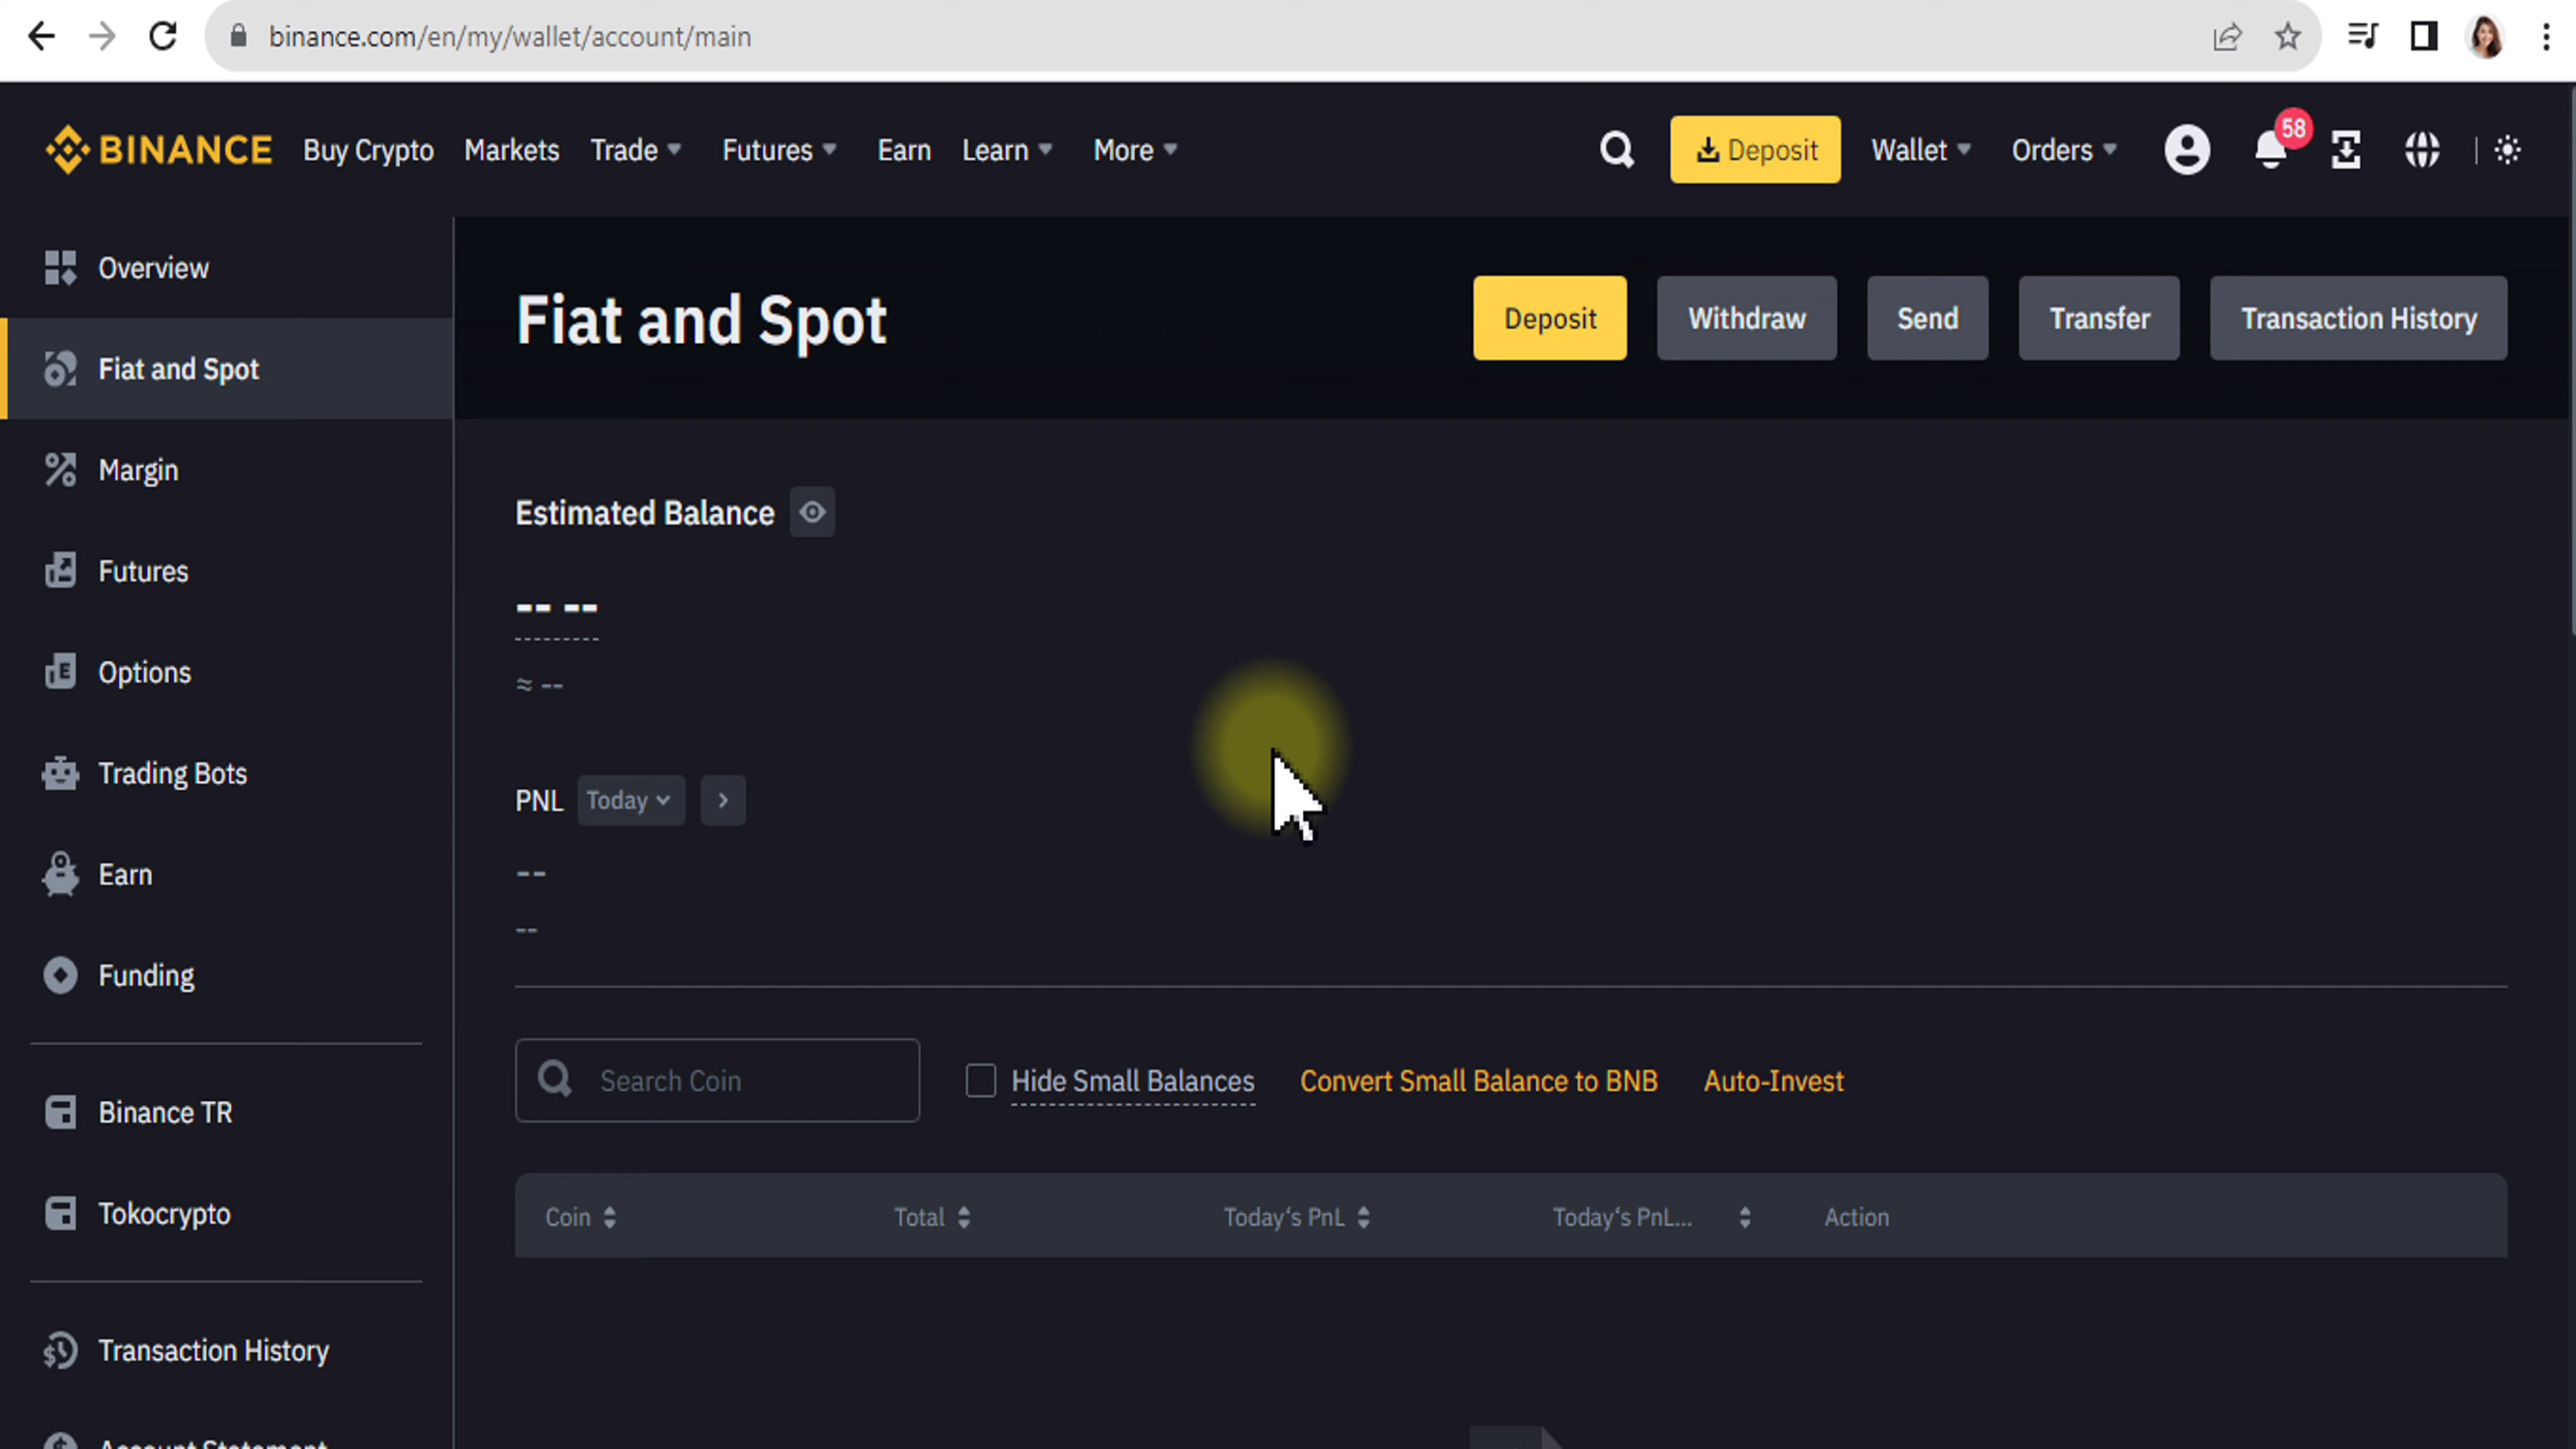 binance.com/en/my/wallet/account/main
BINANCE Buy Crypto Markets Trade Futures Earn Learn More Deposit Wallet Orders 58
Overview
Fiat and Spot
Margin
Futures
Options
Trading Bots
Earn
Funding
Binance TR
Tokocrypto
Transaction History
Account Statement
Fiat and Spot Deposit Withdraw Send Transfer Transaction History
Estimated Balance
-- --
≈ --
PNL Today
--
--
Search Coin Hide Small Balances Convert Small Balance to BNB Auto-Invest
Coin Total Today's PnL Today's PnL... Action